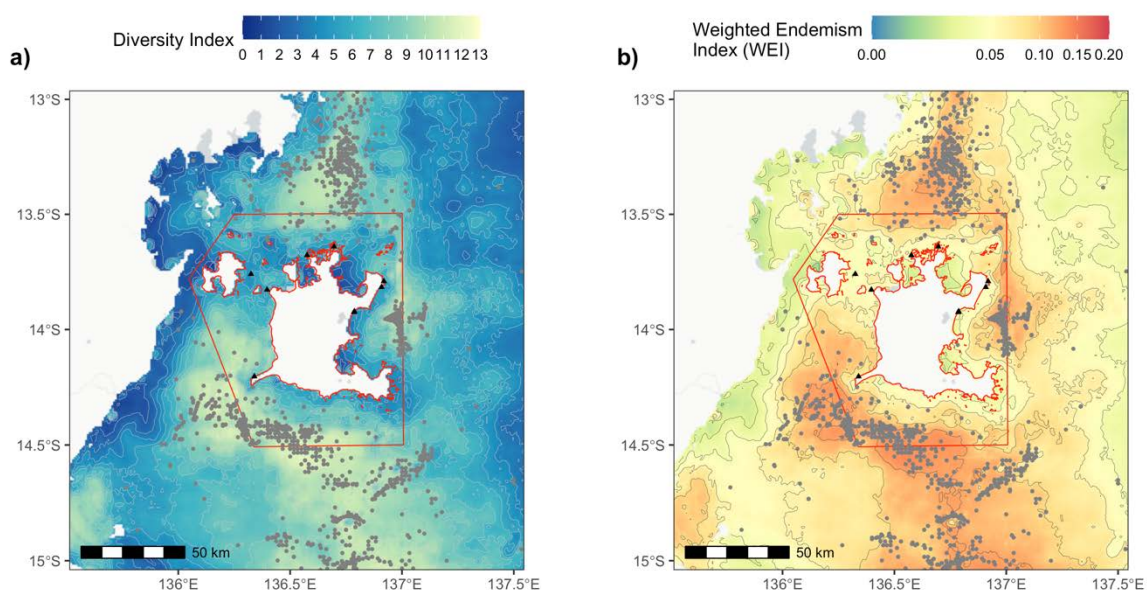 a)
Diversity Index
0 1 2 3 4 5 6 7 8 9 10 11 12 13
13°S
13.5°S
14°S
14.5°S
15°S
50 km
136°E 136.5°E 137°E 137.5°E
b)
Weighted Endemism
Index (WEI)
0.00 0.05 0.10 0.15 0.20
13°S
13.5°S
14°S
14.5°S
15°S
50 km
136°E 136.5°E 137°E 137.5°E